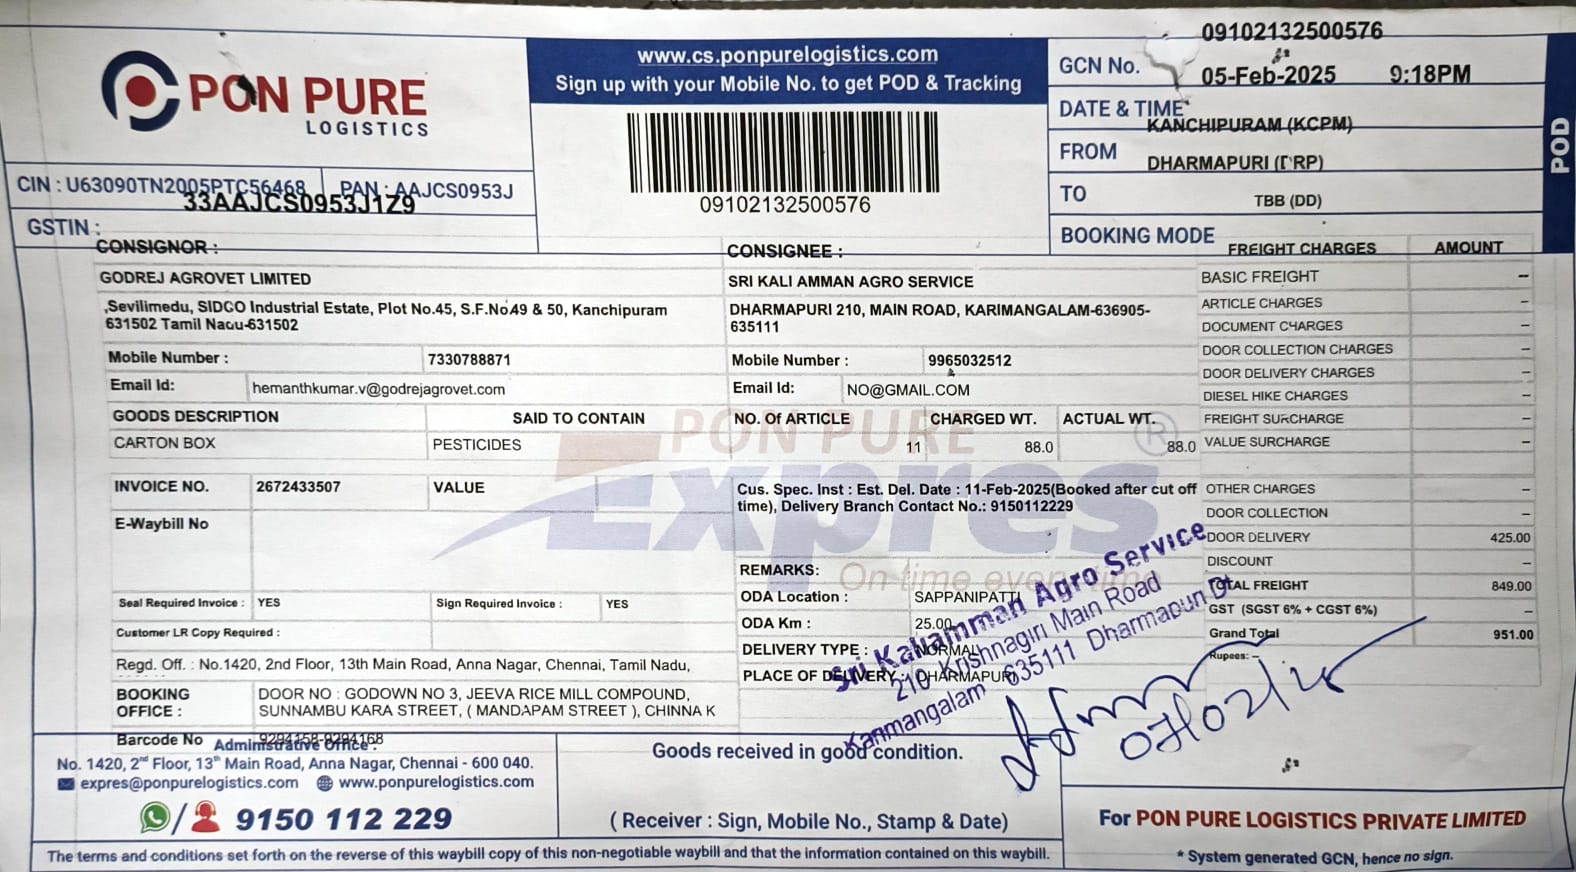 PON PURE
LOGISTICS
CIN : U63090TN2005PTC56468 PAN : AAJCS0953J
33AAJCS0953J1Z9
GSTIN :
www.cs.ponpurelogistics.com
Sign up with your Mobile No. to get POD & Tracking
09102132500576
09102132500576
GCN No.
05-Feb-2025 9:18PM
DATE & TIME
KANCHIPURAM (KCPM)
FROM
DHARMAPURI (DRP)
TO
TBB (DD)
BOOKING MODE
POD
CONSIGNOR :
GODREJ AGROVET LIMITED
,Sevilimedu, SIDCO Industrial Estate, Plot No.45, S.F.No49 & 50, Kanchipuram
631502 Tamil Nadu-631502
Mobile Number : 7330788871
Email Id: hemanthkumar.v@godrejagrovet.com
CONSIGNEE :
SRI KALI AMMAN AGRO SERVICE
DHARMAPURI 210, MAIN ROAD, KARIMANGALAM-636905-
635111
Mobile Number : 9965032512
Email Id: NO@GMAIL.COM
GOODS DESCRIPTION SAID TO CONTAIN NO. Of ARTICLE CHARGED WT. ACTUAL WT.
CARTON BOX PESTICIDES 11 88.0 88.0
PON PURE
Expres
On time every time
INVOICE NO. 2672433507 VALUE
E-Waybill No
Seal Required Invoice : YES Sign Required Invoice : YES
Customer LR Copy Required :
Regd. Off. : No.1420, 2nd Floor, 13th Main Road, Anna Nagar, Chennai, Tamil Nadu,
BOOKING
OFFICE :
DOOR NO : GODOWN NO 3, JEEVA RICE MILL COMPOUND,
SUNNAMBU KARA STREET, ( MANDAPAM STREET ), CHINNA K
Barcode No 9294158-9294168
Cus. Spec. Inst : Est. Del. Date : 11-Feb-2025(Booked after cut off
time), Delivery Branch Contact No.: 9150112229
REMARKS:
ODA Location : SAPPANIPATTI
ODA Km : 25.00
DELIVERY TYPE : NORMAL
PLACE OF DELIVERY : DHARMAPURI
Sri Kaliamman Agro Service
210 Krishnagiri Main Road
Karimangalam 635111 Dharmapuri Dt
07/02/25
FREIGHT CHARGES AMOUNT
BASIC FREIGHT –
ARTICLE CHARGES –
DOCUMENT CHARGES –
DOOR COLLECTION CHARGES –
DOOR DELIVERY CHARGES –
DIESEL HIKE CHARGES –
FREIGHT SURCHARGE –
VALUE SURCHARGE –
OTHER CHARGES –
DOOR COLLECTION –
DOOR DELIVERY 425.00
DISCOUNT –
TOTAL FREIGHT 849.00
GST (SGST 6% + CGST 6%) –
Grand Total 951.00
Rupees: –
Administrative Office :
No. 1420, 2nd Floor, 13th Main Road, Anna Nagar, Chennai - 600 040.
expres@ponpurelogistics.com www.ponpurelogistics.com
/ 9150 112 229
Goods received in good condition.
( Receiver : Sign, Mobile No., Stamp & Date)
For PON PURE LOGISTICS PRIVATE LIMITED
* System generated GCN, hence no sign.
The terms and conditions set forth on the reverse of this waybill copy of this non-negotiable waybill and that the information contained on this waybill.